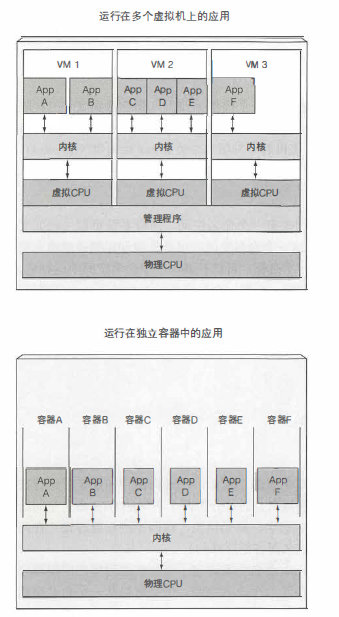 运行在多个虚拟机上的应用
VM 1 VM 2 VM 3
App A App B App C App D App E App F
内核 内核 内核
虚拟CPU 虚拟CPU 虚拟CPU
管理程序
物理CPU
运行在独立容器中的应用
容器A 容器B 容器C 容器D 容器E 容器F
App A App B App C App D App E App F
内核
物理CPU